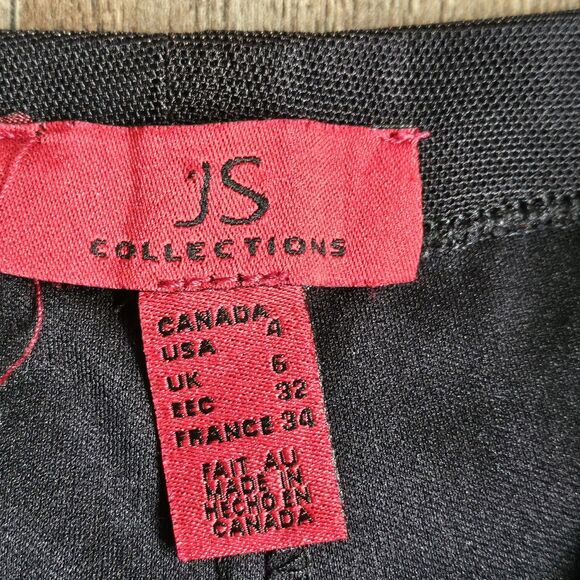 JS
COLLECTIONS
CANADA 4
USA
UK 6
EEC 32
FRANCE 34
FAIT AU
MADE IN
HECHO EN
CANADA